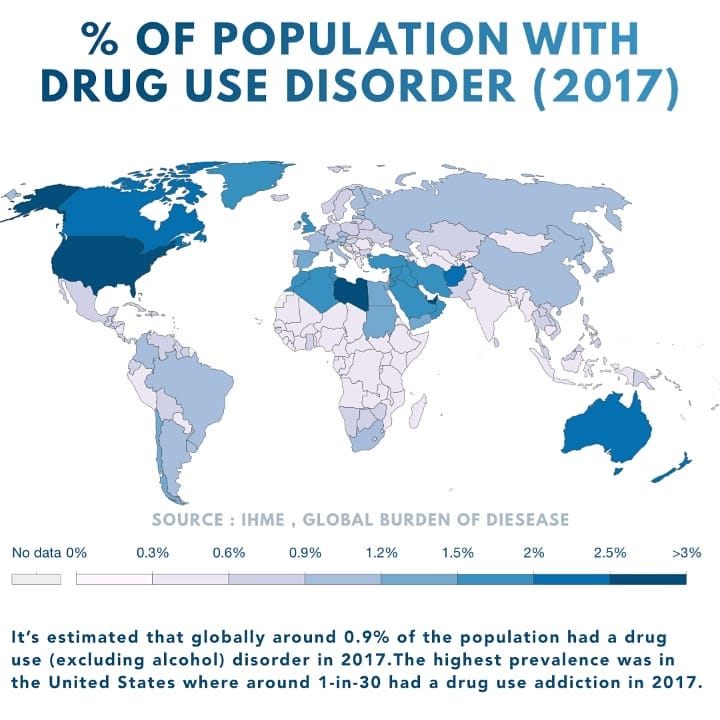 % OF POPULATION WITH
DRUG USE DISORDER (2017)
SOURCE : IHME , GLOBAL BURDEN OF DIESEASE
No data 0% 0.3% 0.6% 0.9% 1.2% 1.5% 2% 2.5% >3%
It's estimated that globally around 0.9% of the population had a drug
use (excluding alcohol) disorder in 2017.The highest prevalence was in
the United States where around 1-in-30 had a drug use addiction in 2017.